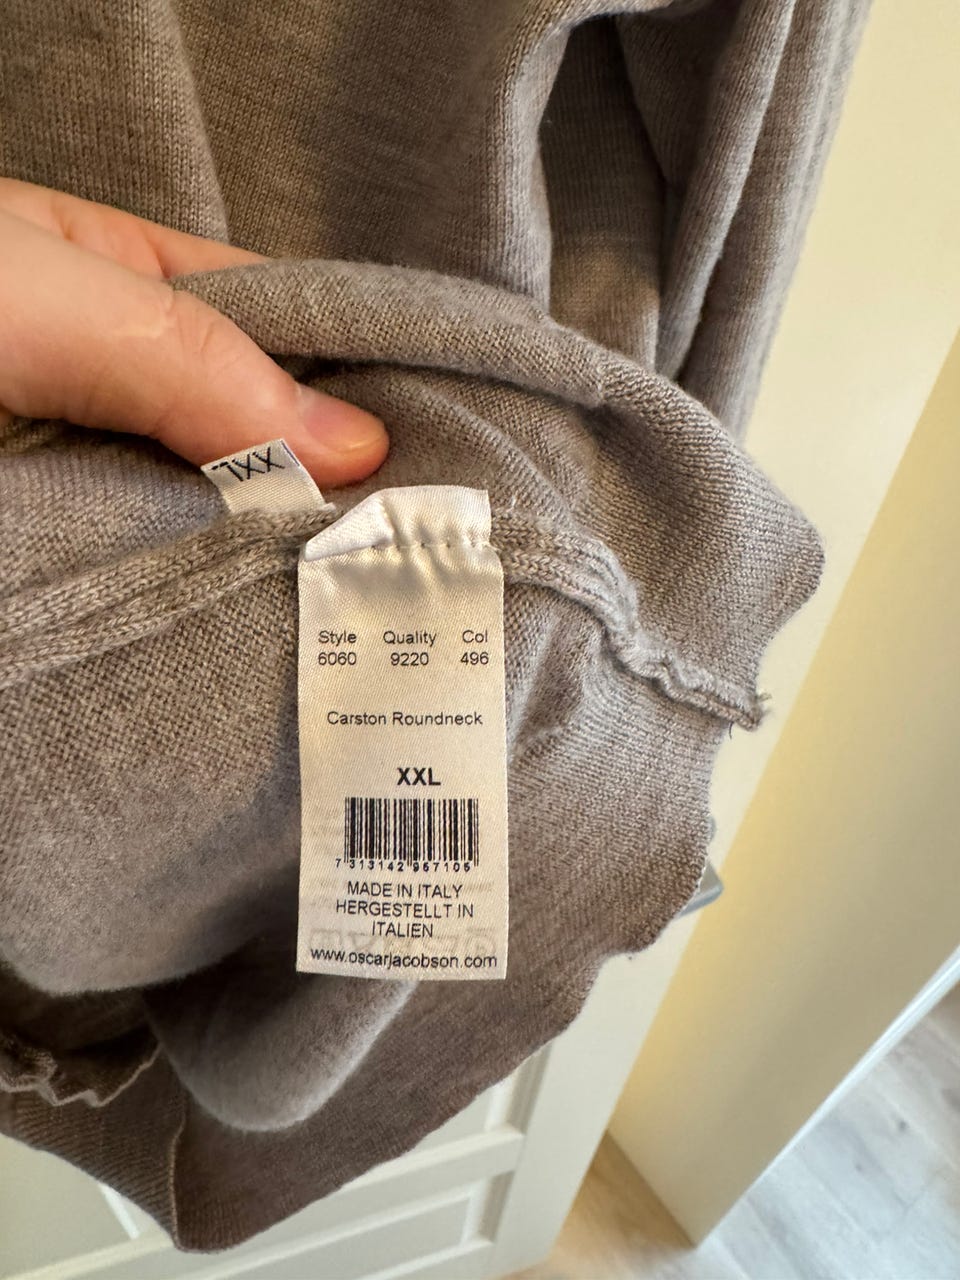 XXL
Style Quality Col
6060 9220 496
Carston Roundneck
XXL
7 313142 957105
MADE IN ITALY
HERGESTELLT IN
ITALIEN
www.oscarjacobson.com